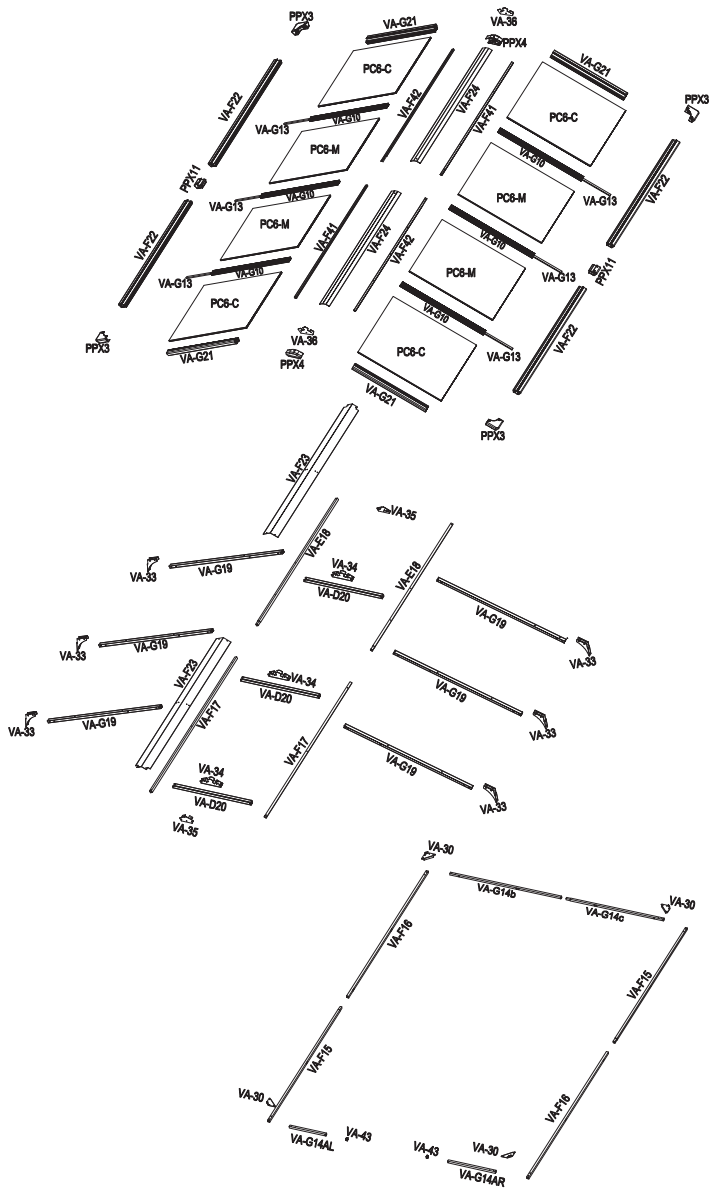 VA-36
PPX3
VA-G21
PPX4
PC6-C
VA-G21
VA-F22
VA-F42
VA-F24
VA-F41
PC6-C
PPX3
VA-G13
VA-G10
PC6-M
VA-G10
VA-F22
PPX11
PC6-M
VA-G13
VA-G13
VA-G10
VA-F22
PC6-M
VA-F41
VA-F24
VA-F42
VA-G10
VA-G13
PPX11
PC6-M
VA-G13
VA-G10
PC6-C
VA-G10
VA-F22
PPX3
VA-36
VA-G13
PC6-C
VA-G21
PPX4
VA-G21
PPX3
VA-F23
VA-35
VA-E18
VA-33
VA-G19
VA-34
VA-D20
VA-E18
VA-G19
VA-33
VA-G19
VA-33
VA-F23
VA-34
VA-D20
VA-G19
VA-33
VA-G19
VA-F17
VA-F17
VA-33
VA-34
VA-G19
VA-D20
VA-33
VA-35
VA-30
VA-G14b
VA-G14c
VA-30
VA-F16
VA-F15
VA-F15
VA-30
VA-F16
VA-G14AL
VA-43
VA-43
VA-30
VA-G14AR